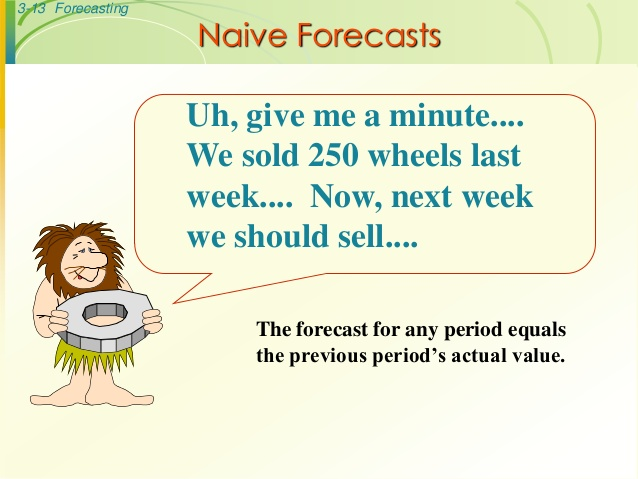 3-13 Forecasting
Naive Forecasts
Uh, give me a minute....
We sold 250 wheels last
week.... Now, next week
we should sell....
The forecast for any period equals
the previous period’s actual value.